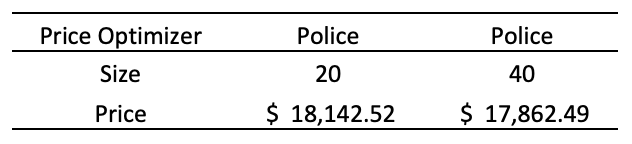 Price Optimizer Police Police
Size 20 40
Price $ 18,142.52 $ 17,862.49